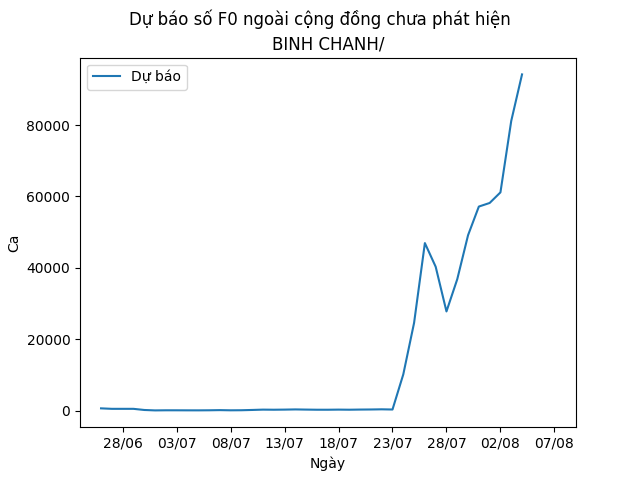 Dự báo số F0 ngoài cộng đồng chưa phát hiện
BINH CHANH/
Dự báo
Ca
80000
60000
40000
20000
0
28/06 03/07 08/07 13/07 18/07 23/07 28/07 02/08 07/08
Ngày